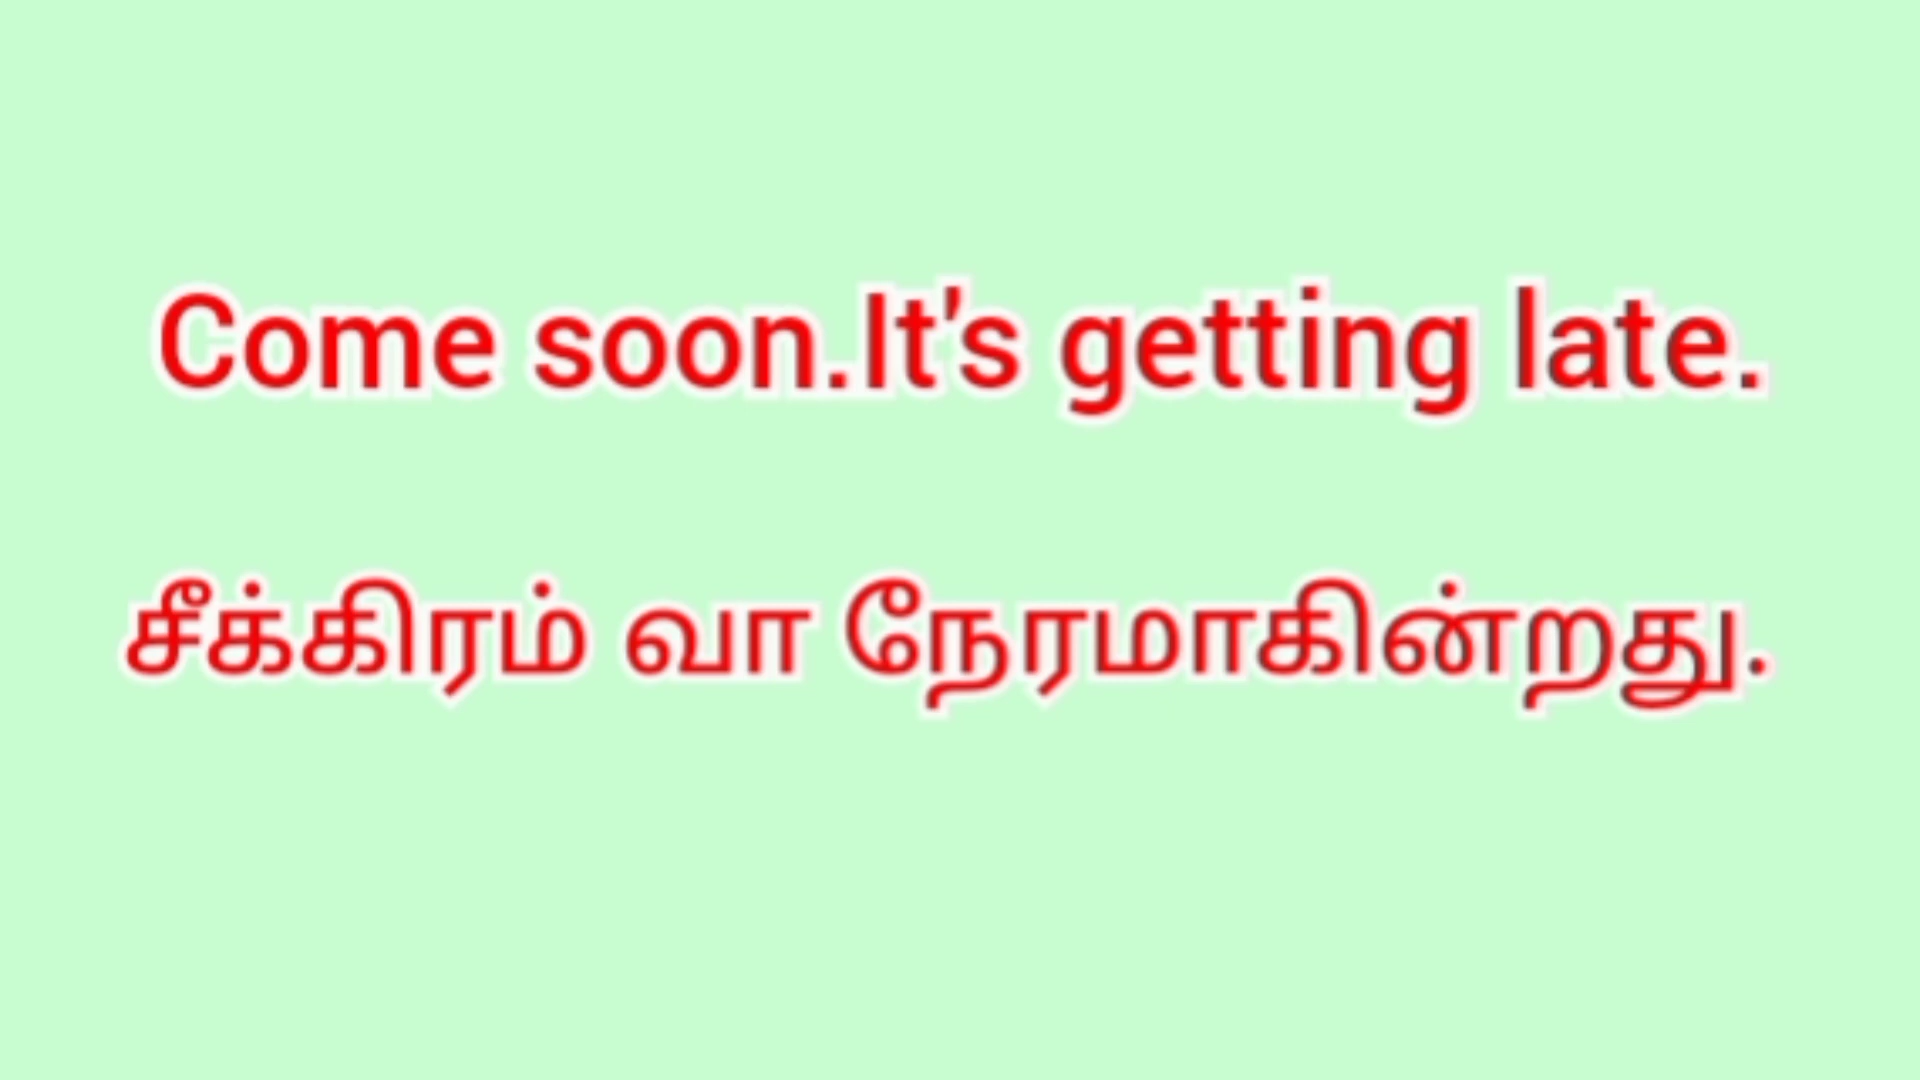 Come soon.It's getting late.
சீக்கிரம் வா நேரமாகின்றது.